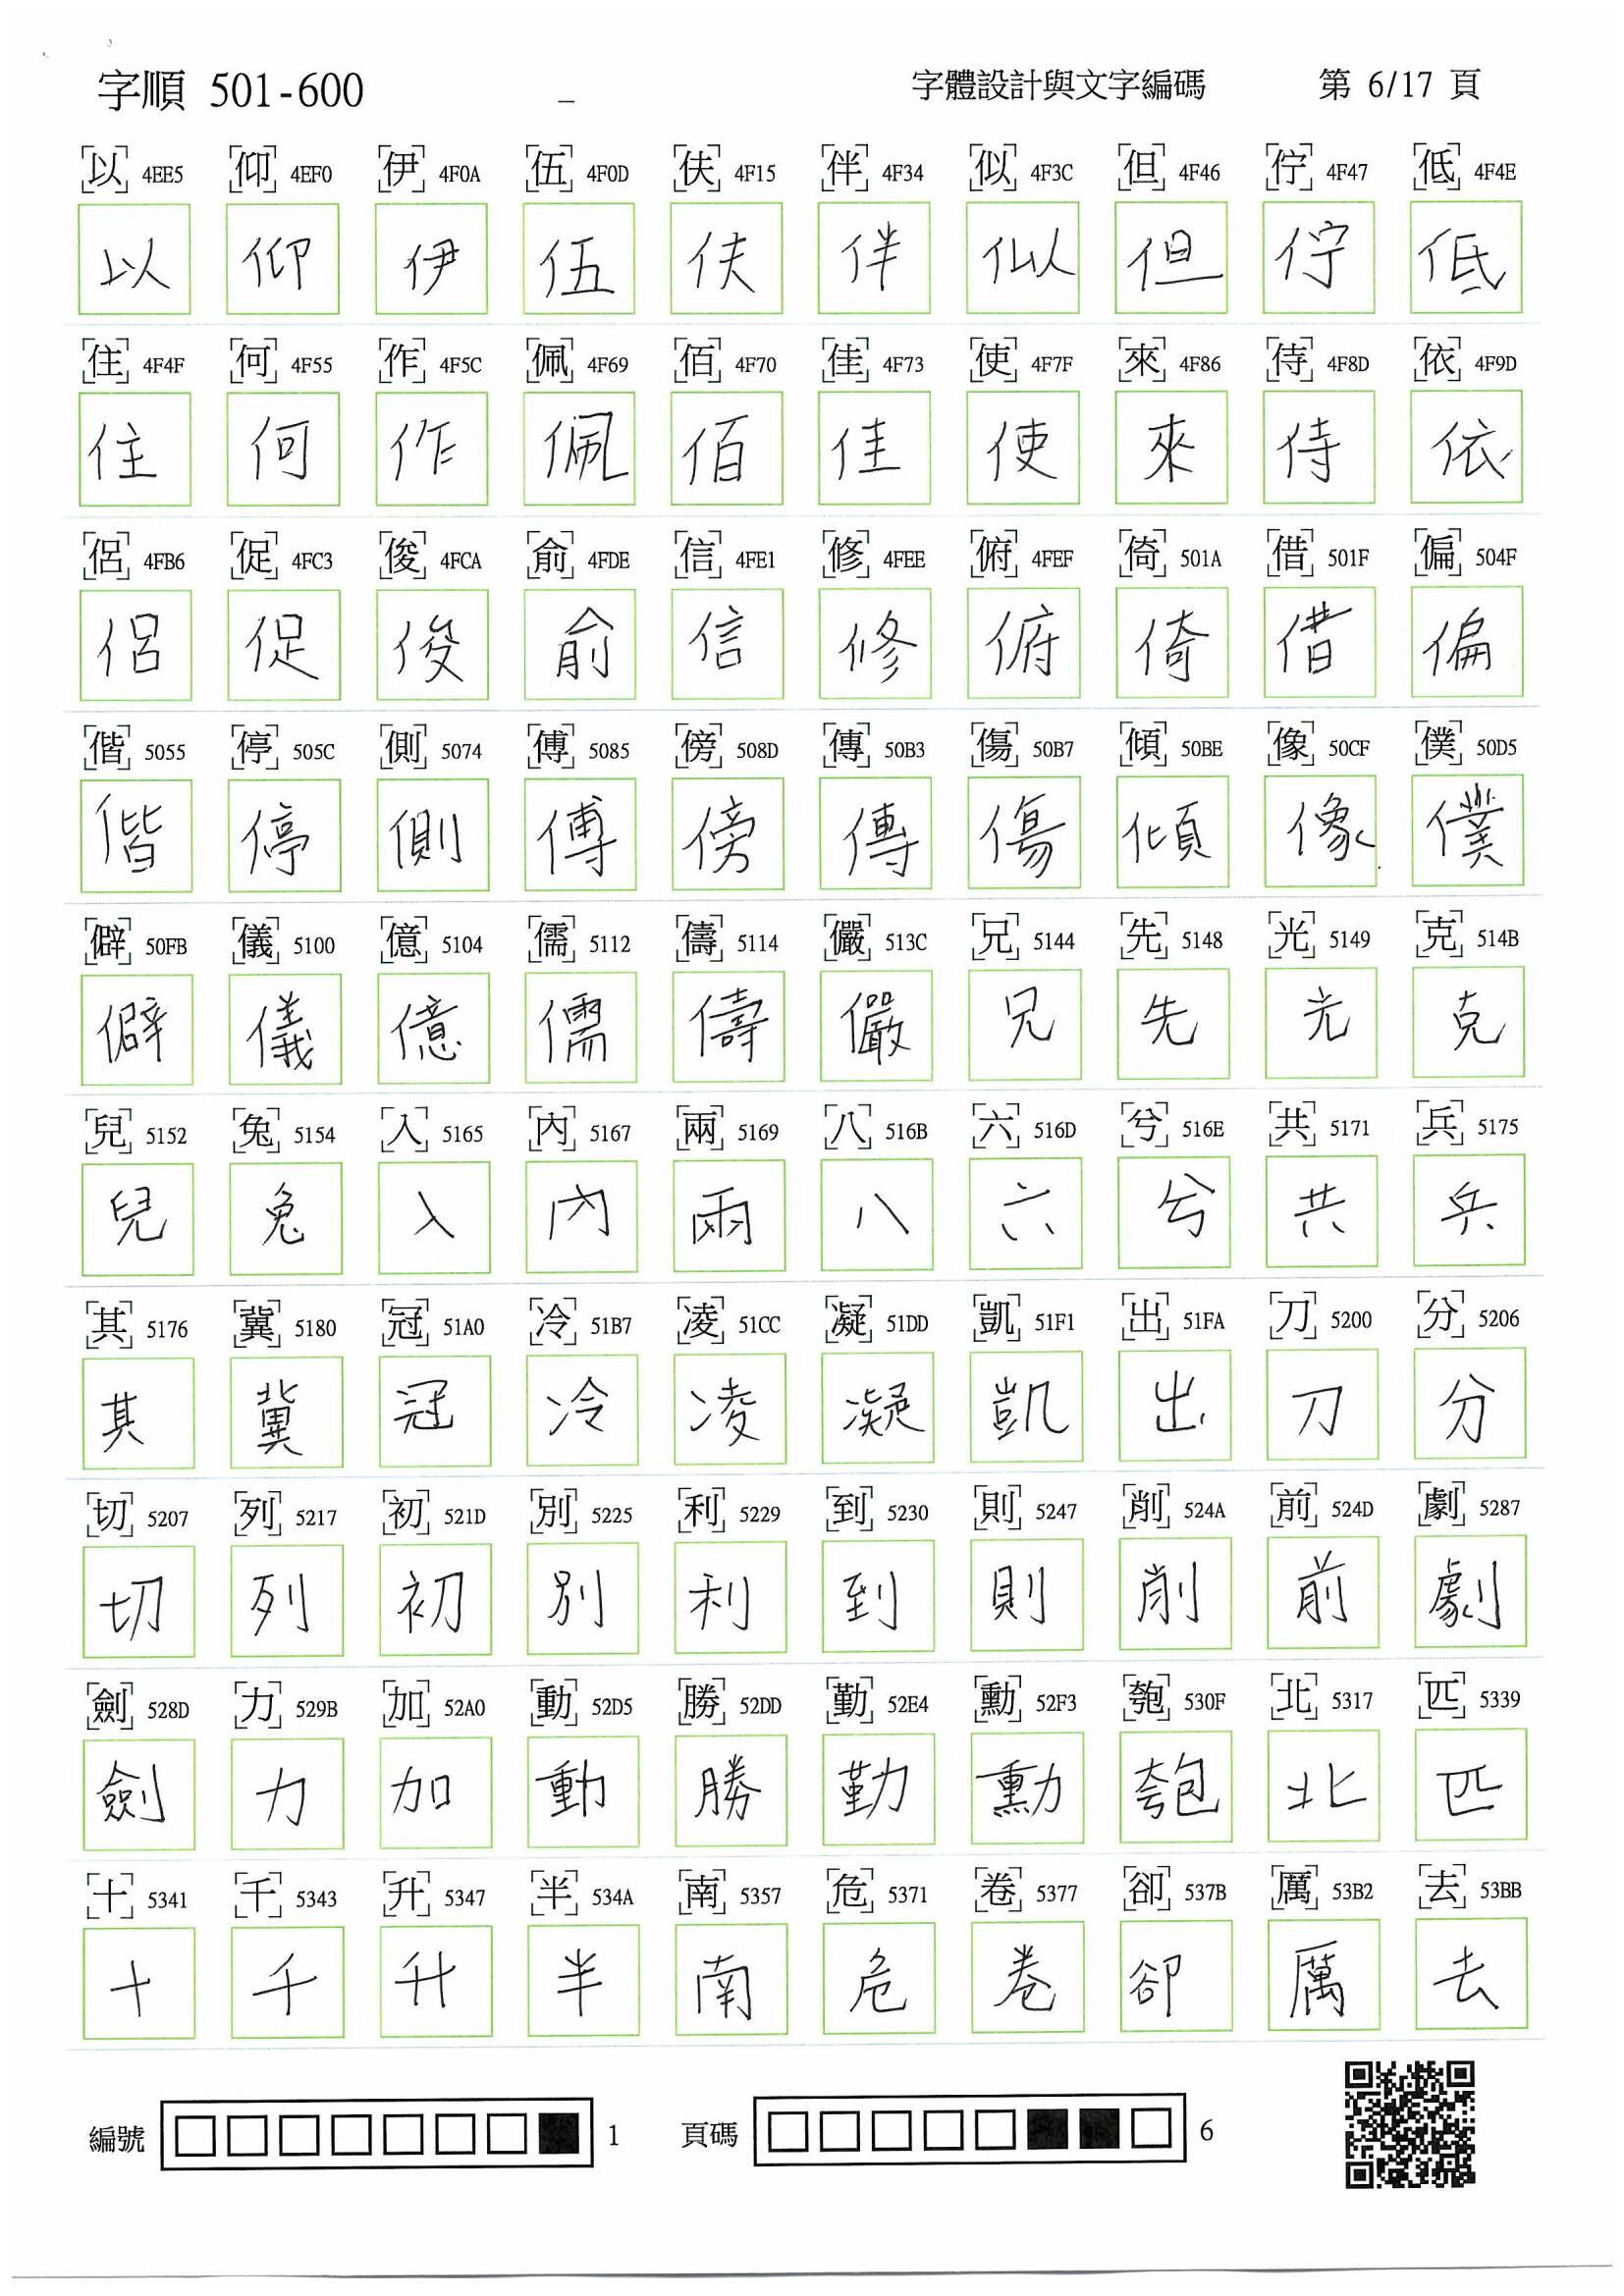 字順 501-600 字體設計與文字編碼 第 6/17 頁
以 4EE5 仰 4EF0 伊 4F0A 伍 4F0D 伕 4F15 伴 4F34 似 4F3C 但 4F46 佇 4F47 低 4F4E
以 仰 伊 伍 伕 伴 似 但 佇 低
住 4F4F 何 4F55 作 4F5C 佩 4F69 佰 4F70 佳 4F73 使 4F7F 來 4F86 侍 4F8D 依 4F9D
住 何 作 佩 佰 佳 使 來 侍 依
侶 4FB6 促 4FC3 俊 4FCA 俞 4FDE 信 4FE1 修 4FEE 俯 4FEF 倚 501A 借 501F 偏 504F
侶 促 俊 俞 信 修 俯 倚 借 偏
偕 5055 停 505C 側 5074 傅 5085 傍 508D 傳 50B3 傷 50B7 傾 50BE 像 50CF 僕 50D5
偕 停 側 傅 傍 傳 傷 傾 像 僕
僻 50FB 儀 5100 億 5104 儒 5112 儔 5114 儼 513C 兄 5144 先 5148 光 5149 克 514B
僻 儀 億 儒 儔 儼 兄 先 光 克
兒 5152 兔 5154 入 5165 內 5167 兩 5169 八 516B 六 516D 兮 516E 共 5171 兵 5175
兒 兔 入 內 兩 八 六 兮 共 兵
其 5176 冀 5180 冠 51A0 冷 51B7 凌 51CC 凝 51DD 凱 51F1 出 51FA 刀 5200 分 5206
其 冀 冠 冷 凌 凝 凱 出 刀 分
切 5207 列 5217 初 521D 別 5225 利 5229 到 5230 則 5247 削 524A 前 524D 劇 5287
切 列 初 別 利 到 則 削 前 劇
劍 528D 力 529B 加 52A0 動 52D5 勝 52DD 勤 52E4 勳 52F3 匏 530F 北 5317 匹 5339
劍 力 加 動 勝 勤 勳 匏 北 匹
十 5341 千 5343 升 5347 半 534A 南 5357 危 5371 卷 5377 卻 537B 厲 53B2 去 53BB
十 千 升 半 南 危 卷 卻 厲 去
編號 1 頁碼 6